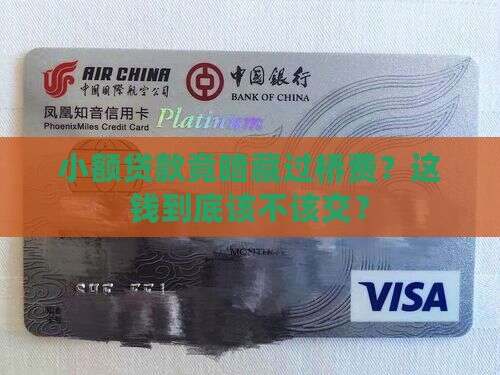 AIR CHINA
中国国际航空公司
中国银行
BANK OF CHINA
凤凰知音信用卡
PhoenixMiles Credit Card
Platinum
小额贷款竟暗藏过桥费？这
钱到底该不该交？
MONTH
VISA